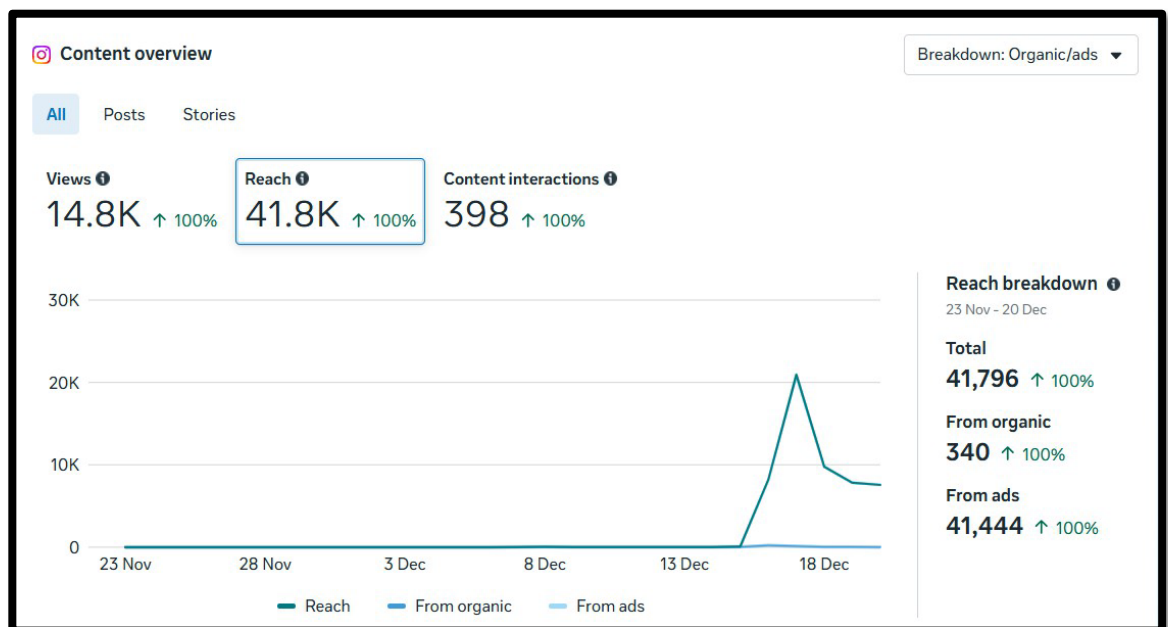 Content overview
Breakdown: Organic/ads
All Posts Stories
Views Reach Content interactions
14.8K ↑ 100% 41.8K ↑ 100% 398 ↑ 100%
30K
20K
10K
0
23 Nov 28 Nov 3 Dec 8 Dec 13 Dec 18 Dec
Reach From organic From ads
Reach breakdown
23 Nov - 20 Dec
Total
41,796 ↑ 100%
From organic
340 ↑ 100%
From ads
41,444 ↑ 100%